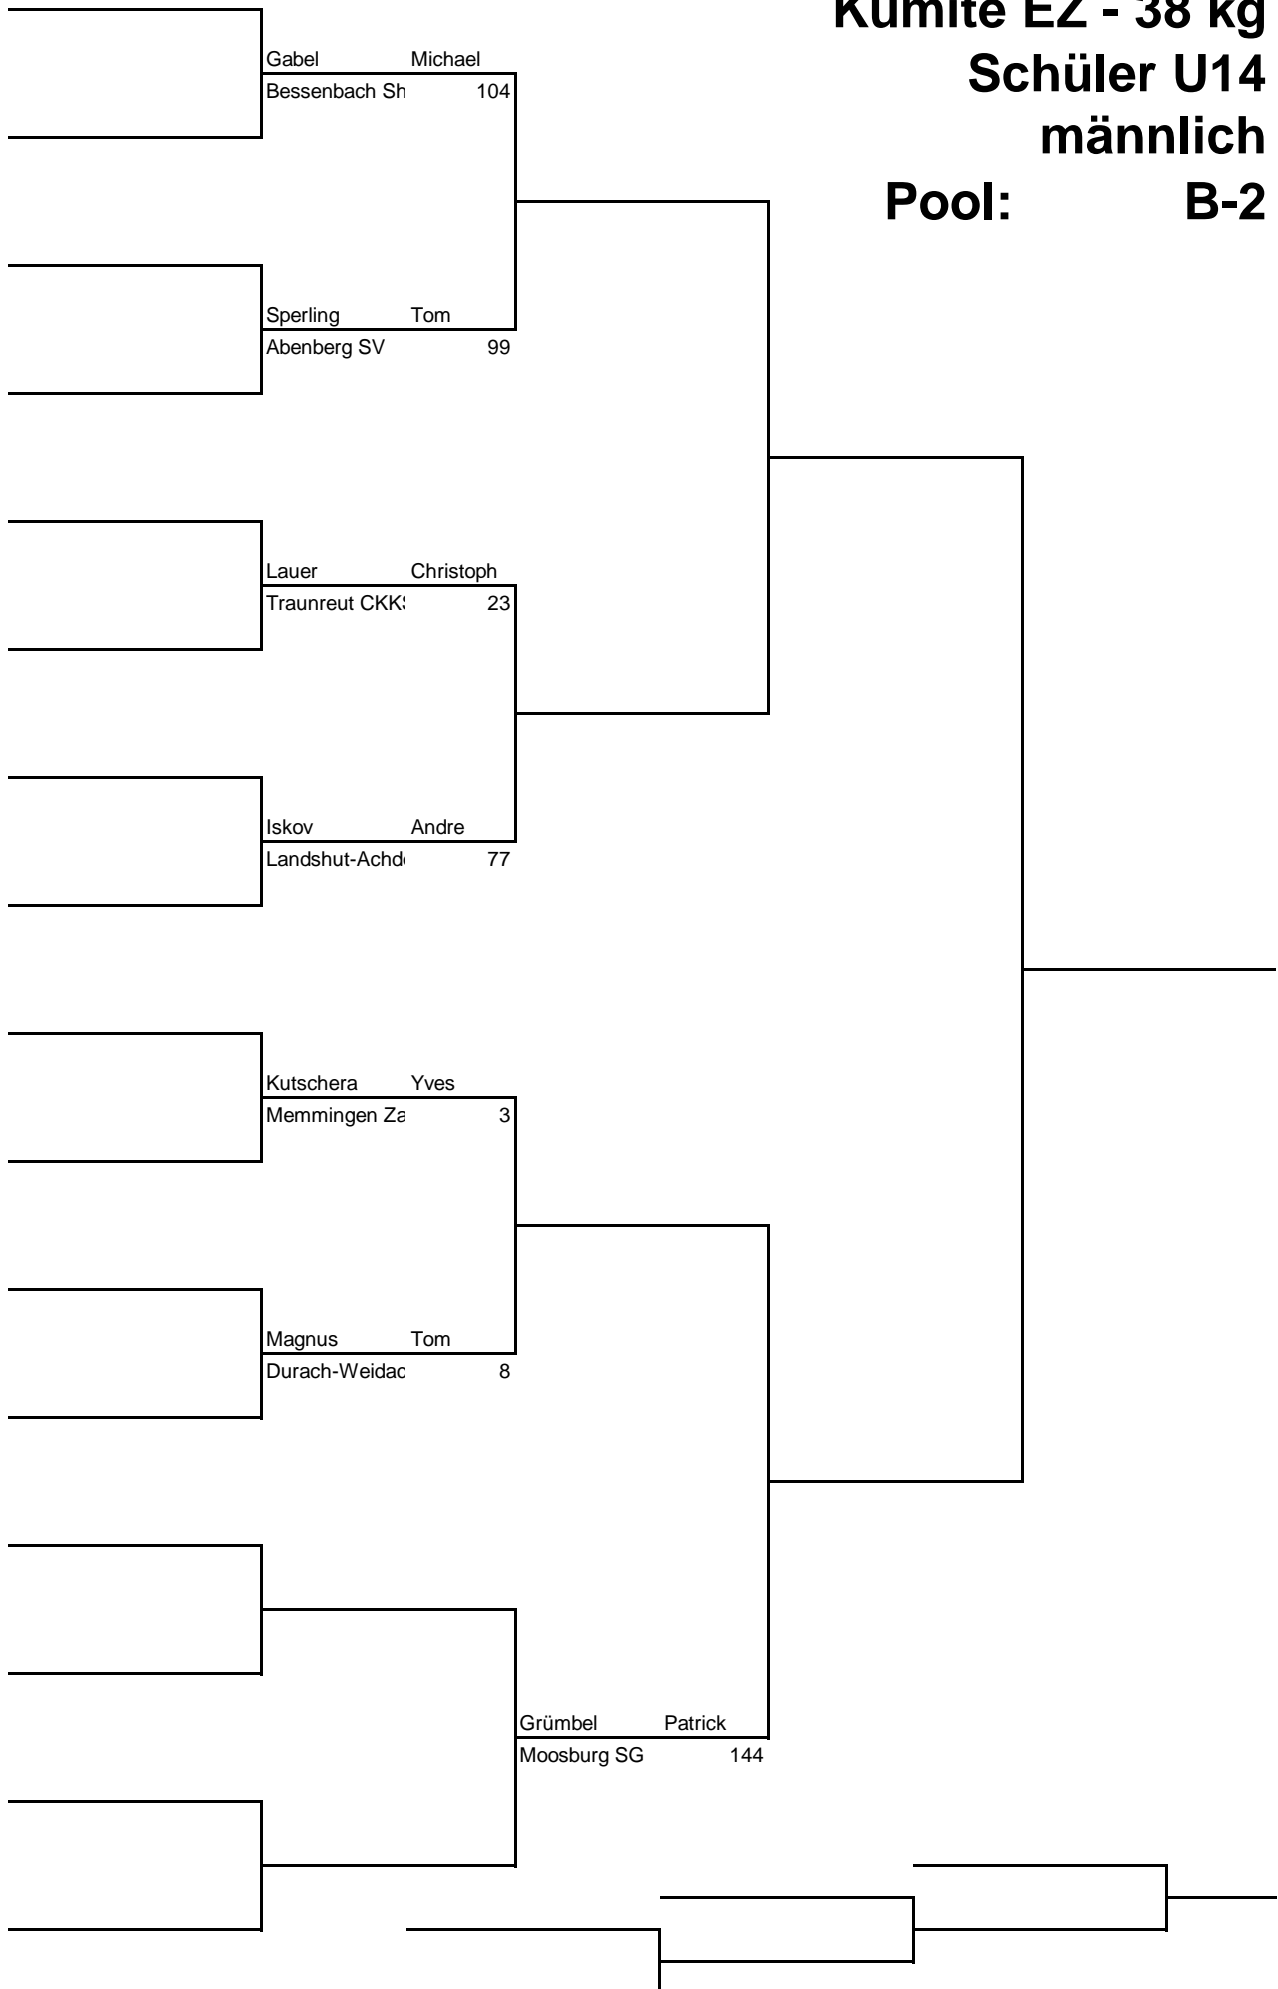 Kumite EZ - 38 kg
Schüler U14
männlich
Pool: B-2
Gabel Michael
Bessenbach Sh 104
Sperling Tom
Abenberg SV 99
Lauer Christoph
Traunreut CKK 23
Iskov Andre
Landshut-Achd 77
Kutschera Yves
Memmingen Za 3
Magnus Tom
Durach-Weidac 8
Grümbel Patrick
Moosburg SG 144